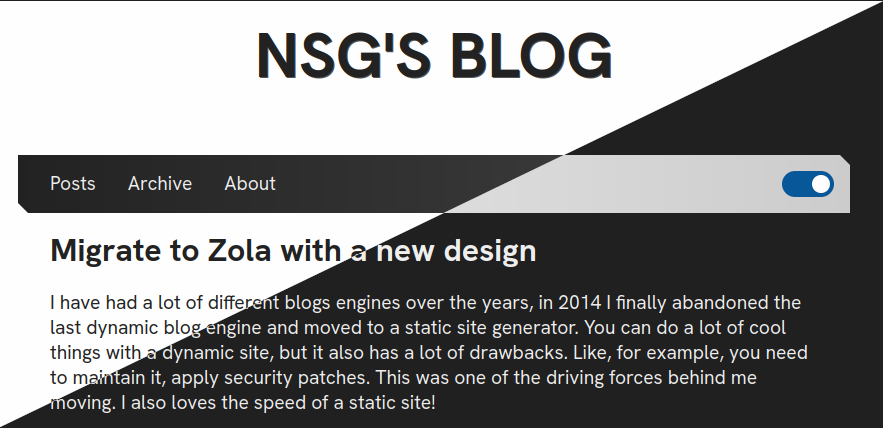 NSG'S BLOG
Posts Archive About
Migrate to Zola with a new design
I have had a lot of different blogs engines over the years, in 2014 I finally abandoned the
last dynamic blog engine and moved to a static site generator. You can do a lot of cool
things with a dynamic site, but it also has a lot of drawbacks. Like, for example, you need
to maintain it, apply security patches. This was one of the driving forces behind me
moving. I also loves the speed of a static site!